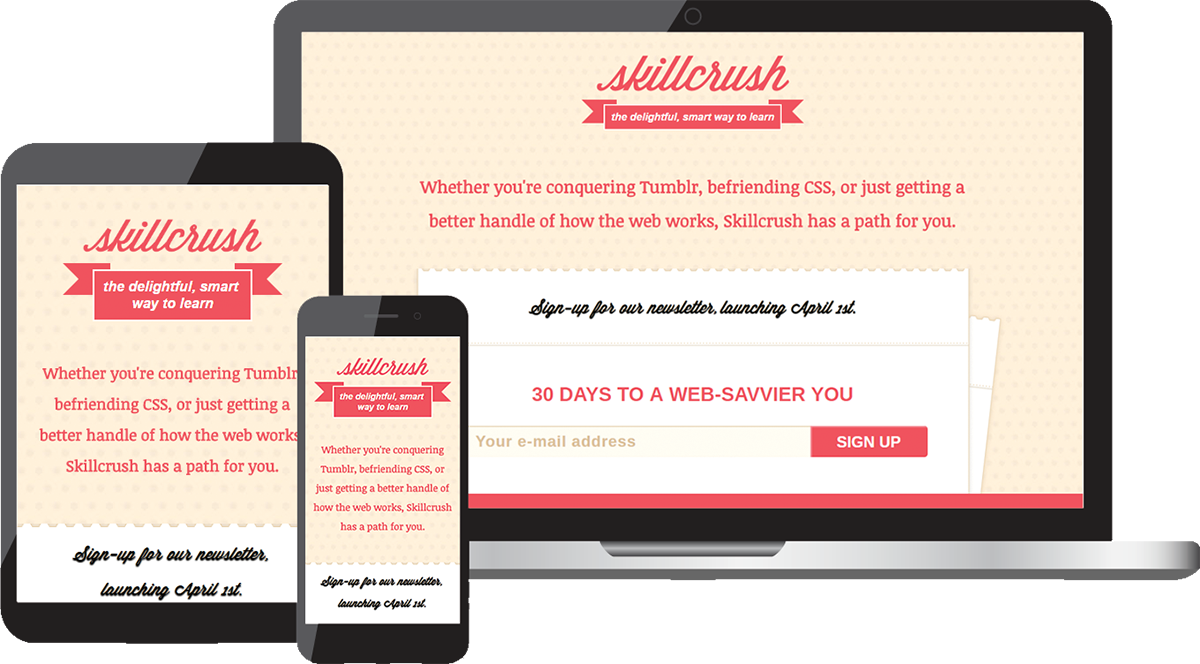 skillcrush
the delightful, smart way to learn
Whether you're conquering Tumblr, befriending CSS, or just getting a
better handle of how the web works, Skillcrush has a path for you.
Sign-up for our newsletter, launching April 1st.
30 DAYS TO A WEB-SAVVIER YOU
Your e-mail address
SIGN UP
skillcrush
the delightful, smart
way to learn
Whether you're conquering Tumblr
befriending CSS, or just getting a
better handle of how the web works
Skillcrush has a path for you.
Sign-up for our newsletter,
launching April 1st.
skillcrush
the delightful, smart
way to learn
Whether you're conquering
Tumblr, befriending CSS, or
just getting a better handle of
how the web works, Skillcrush
has a path for you.
Sign-up for our newsletter,
launching April 1st.